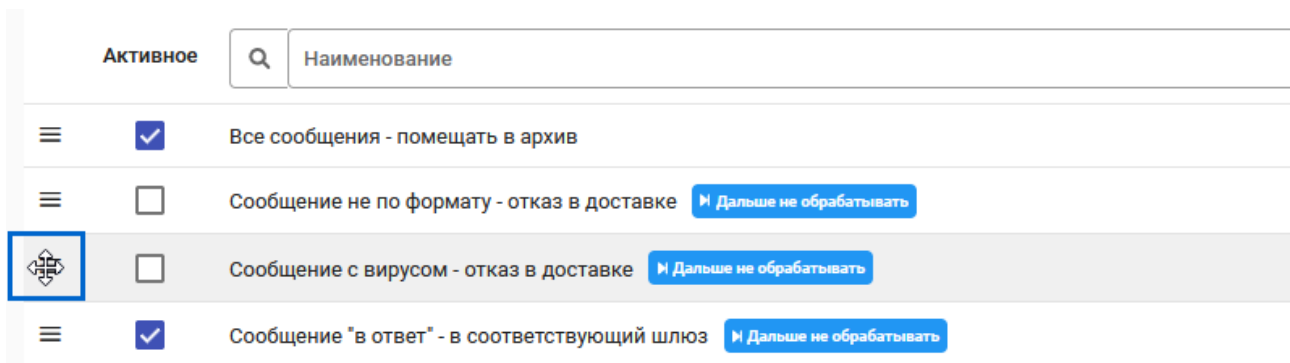 Активное Наименование
Все сообщения - помещать в архив
Сообщение не по формату - отказ в доставке Дальше не обрабатывать
Сообщение с вирусом - отказ в доставке Дальше не обрабатывать
Сообщение "в ответ" - в соответствующий шлюз Дальше не обрабатывать